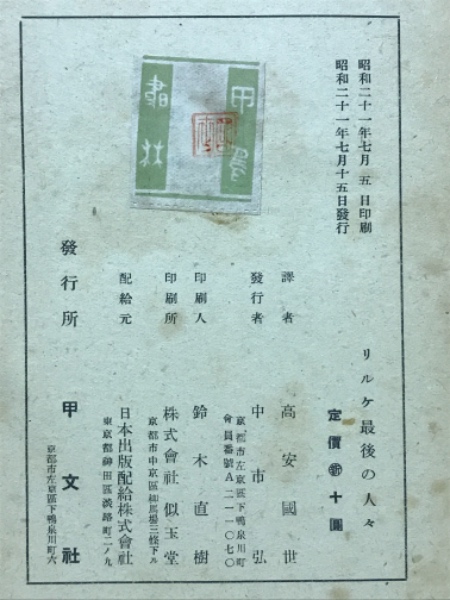 昭和二十一年七月五日印刷
昭和二十一年七月十五日發行
リルケ最後の人々
定價 十圓
譯者 高安國世
發行者 中市弘
京都市左京區下鴨泉川町
會員番號A二一一〇七〇
印刷人 鈴木直樹
印刷所 株式會社似玉堂
京都市中京區柳馬場三條下ル
配給元 日本出版配給株式會社
東京都神田區淡路町二ノ九
發行所 甲文社
京都市左京區下鴨泉川町六
甲鳥
書林